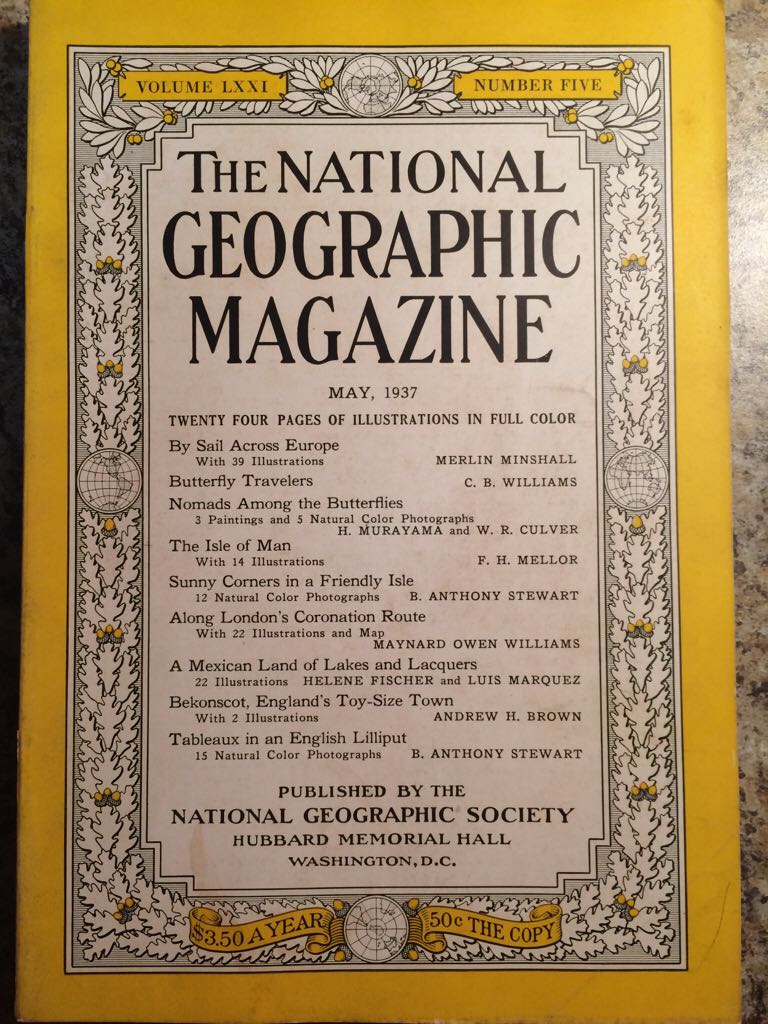 VOLUME LXXI NUMBER FIVE
THE NATIONAL
GEOGRAPHIC
MAGAZINE
MAY, 1937
TWENTY FOUR PAGES OF ILLUSTRATIONS IN FULL COLOR
By Sail Across Europe
With 39 Illustrations MERLIN MINSHALL
Butterfly Travelers C. B. WILLIAMS
Nomads Among the Butterflies
3 Paintings and 5 Natural Color Photographs
H. MURAYAMA and W. R. CULVER
The Isle of Man
With 14 Illustrations F. H. MELLOR
Sunny Corners in a Friendly Isle
12 Natural Color Photographs B. ANTHONY STEWART
Along London's Coronation Route
With 22 Illustrations and Map
MAYNARD OWEN WILLIAMS
A Mexican Land of Lakes and Lacquers
22 Illustrations HELENE FISCHER and LUIS MARQUEZ
Bekonscot, England's Toy-Size Town
With 2 Illustrations ANDREW H. BROWN
Tableaux in an English Lilliput
15 Natural Color Photographs B. ANTHONY STEWART
PUBLISHED BY THE
NATIONAL GEOGRAPHIC SOCIETY
HUBBARD MEMORIAL HALL
WASHINGTON, D.C.
$3.50 A YEAR 50c THE COPY